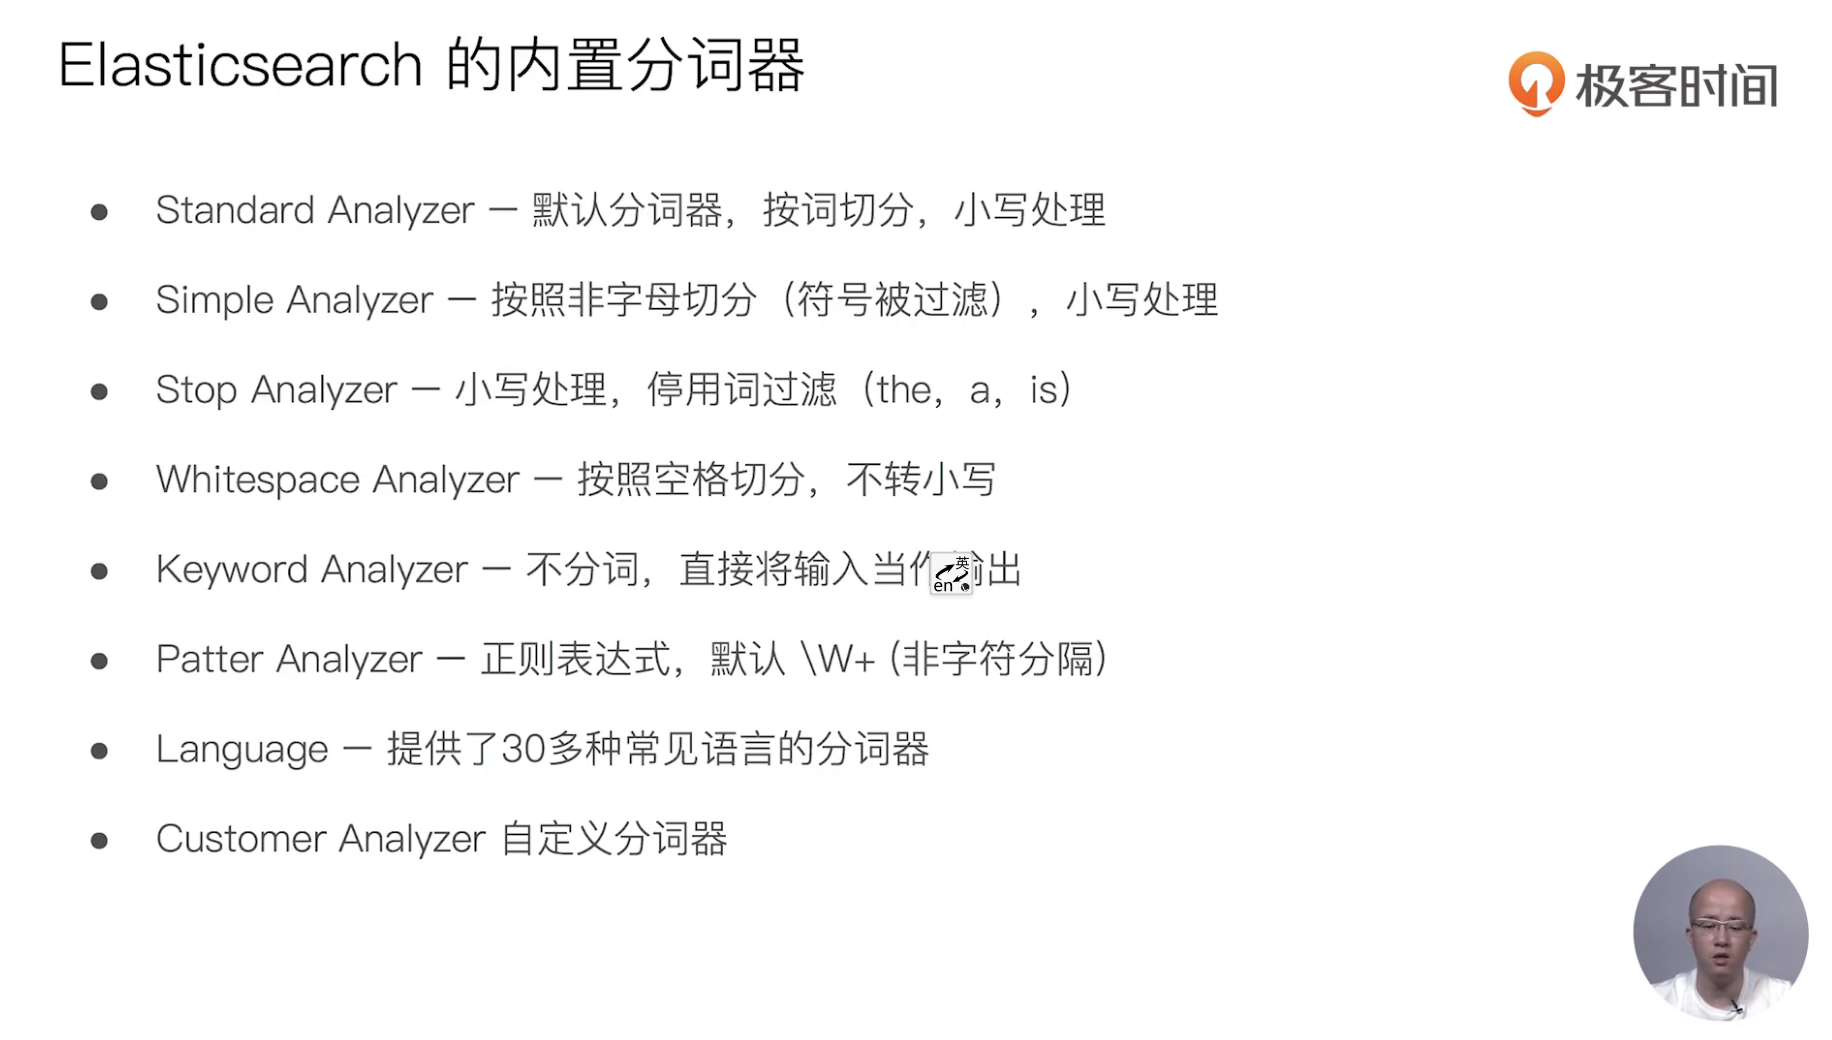 Elasticsearch 的内置分词器
极客时间
● Standard Analyzer — 默认分词器，按词切分，小写处理
● Simple Analyzer — 按照非字母切分（符号被过滤），小写处理
● Stop Analyzer — 小写处理，停用词过滤（the，a，is）
● Whitespace Analyzer — 按照空格切分，不转小写
● Keyword Analyzer — 不分词，直接将输入当作输出
英
en
● Patter Analyzer — 正则表达式，默认 \W+ (非字符分隔)
● Language — 提供了30多种常见语言的分词器
● Customer Analyzer 自定义分词器